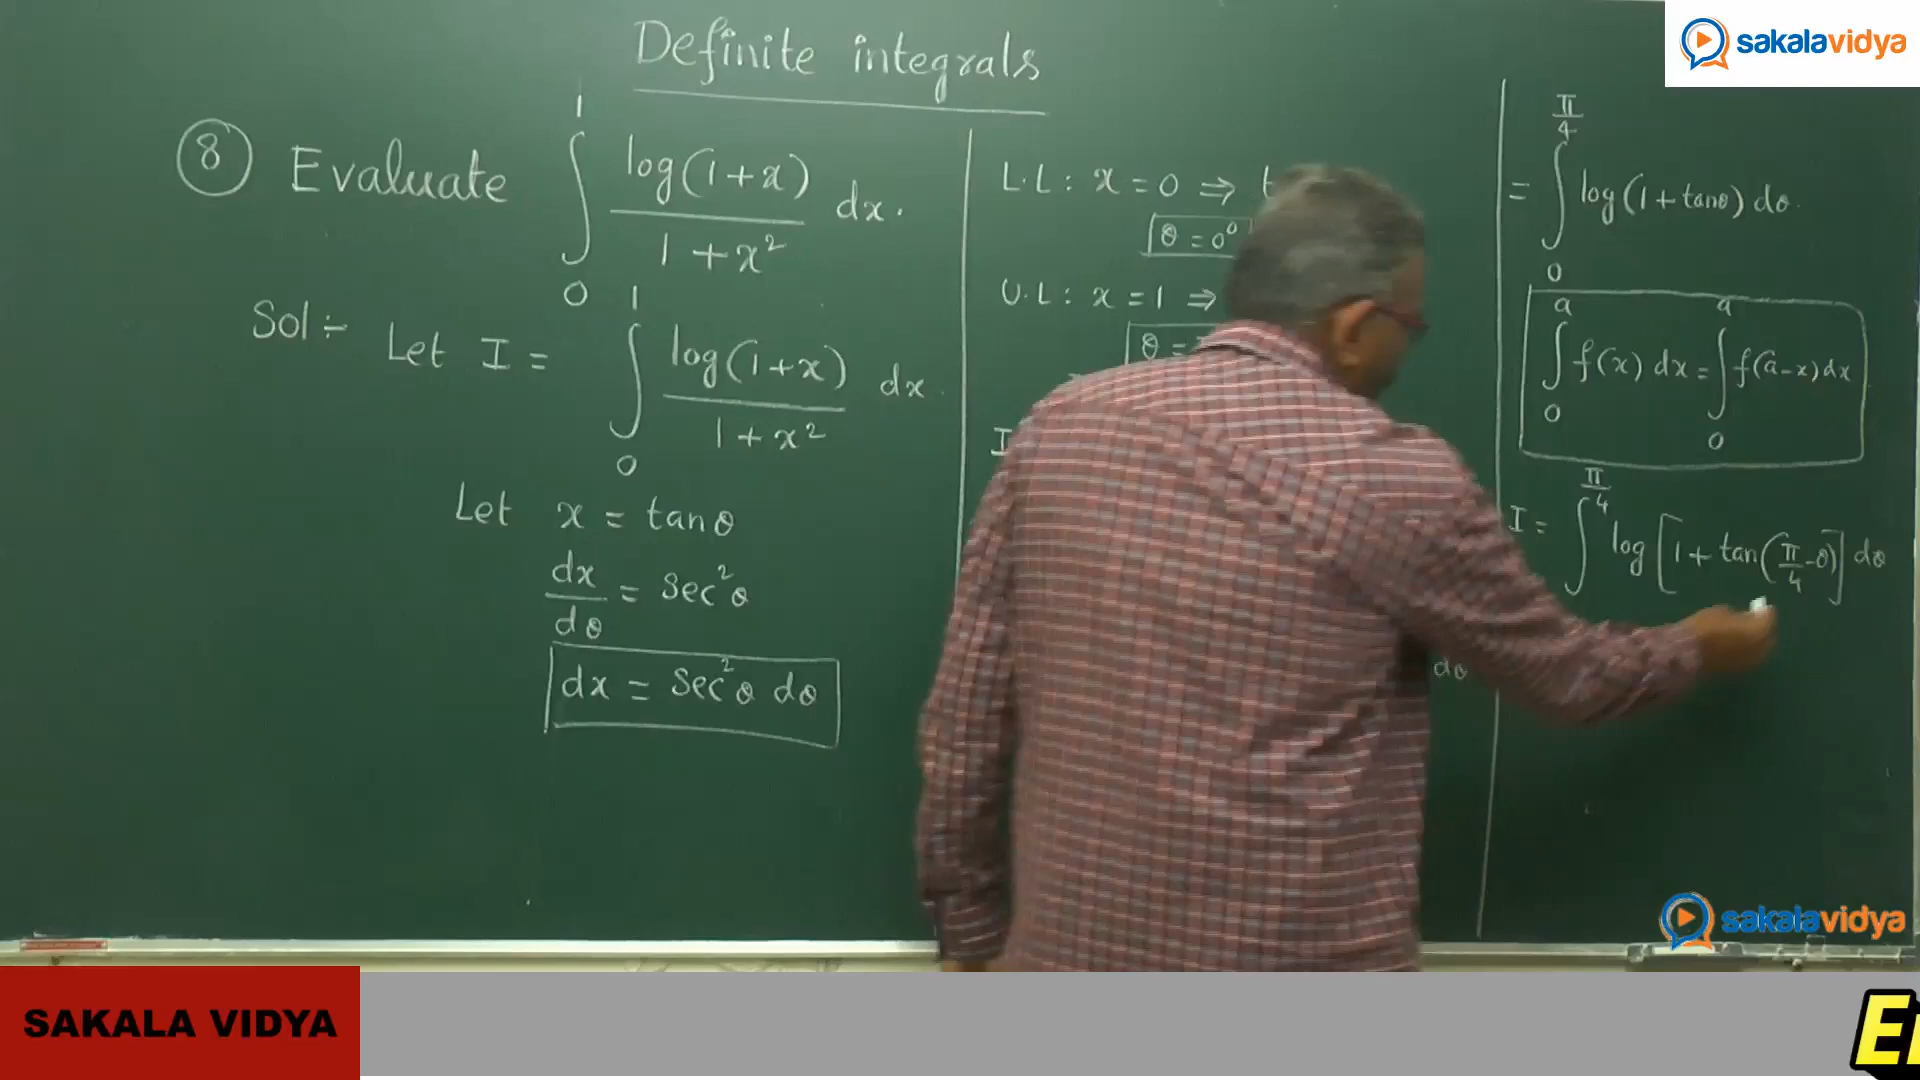 Definite integrals
8 Evaluate ∫₀¹ log(1+x) / 1+x² dx.
Sol÷ Let I = ∫₀¹ log(1+x) / 1+x² dx.
Let x = tanθ
dx/dθ = Sec²θ
dx = Sec²θ dθ
L.L: x = 0 ⇒
θ = 0⁰
U.L: x = 1 ⇒
θ =
I
dθ
= ∫₀^(π/4) log(1+tanθ) dθ.
∫₀ᵃ f(x) dx = ∫₀ᵃ f(a-x) dx
I = ∫^(π/4) log[1+tan(π/4-θ)] dθ
sakalavidya
sakalavidya
SAKALA VIDYA